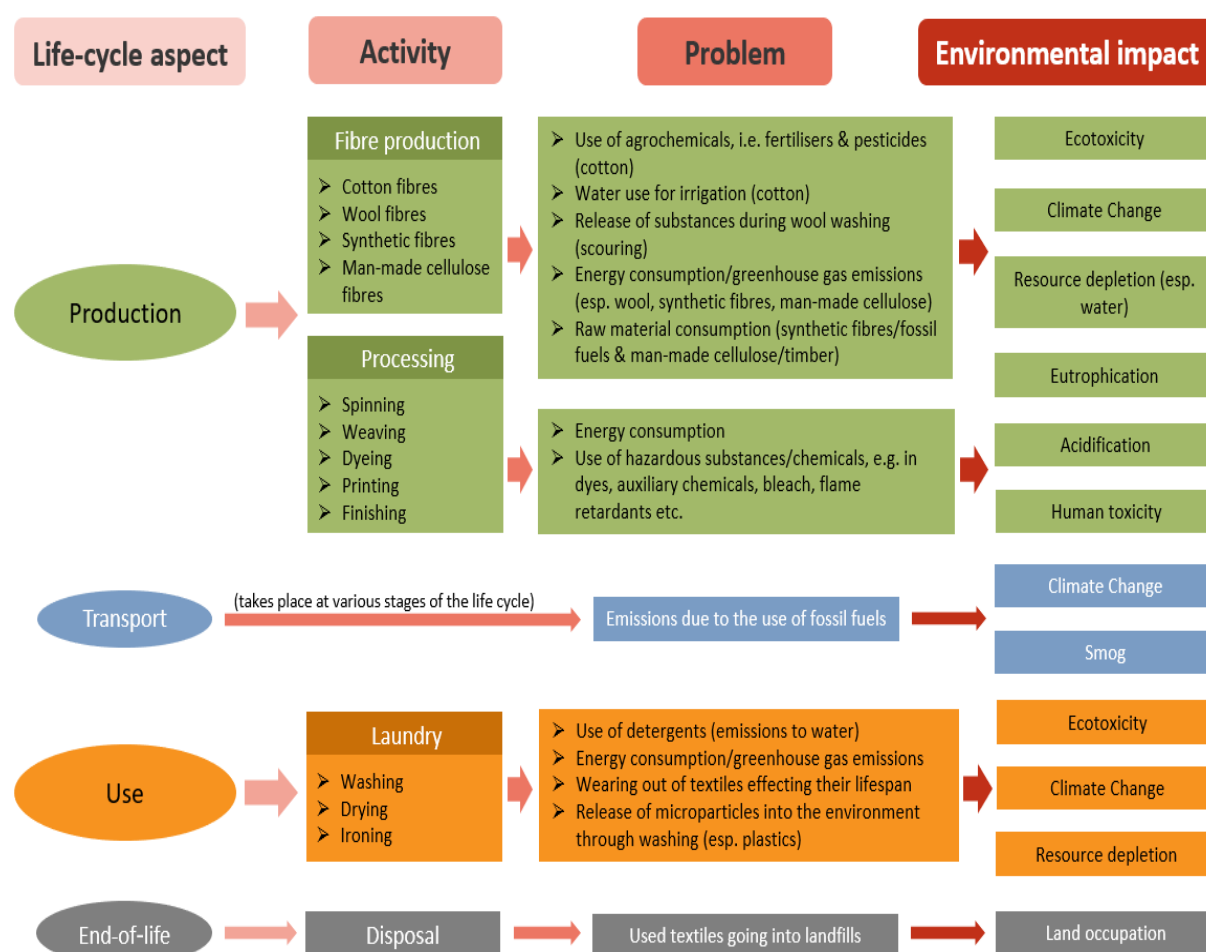 Life-cycle aspect
Activity
Problem
Environmental impact
Production
Fibre production
➢ Cotton fibres
➢ Wool fibres
➢ Synthetic fibres
➢ Man-made cellulose
fibres
➢ Use of agrochemicals, i.e. fertilisers & pesticides
(cotton)
➢ Water use for irrigation (cotton)
➢ Release of substances during wool washing
(scouring)
➢ Energy consumption/greenhouse gas emissions
(esp. wool, synthetic fibres, man-made cellulose)
➢ Raw material consumption (synthetic fibres/fossil
fuels & man-made cellulose/timber)
Processing
➢ Spinning
➢ Weaving
➢ Dyeing
➢ Printing
➢ Finishing
➢ Energy consumption
➢ Use of hazardous substances/chemicals, e.g. in
dyes, auxiliary chemicals, bleach, flame
retardants etc.
Ecotoxicity
Climate Change
Resource depletion (esp.
water)
Eutrophication
Acidification
Human toxicity
Transport
(takes place at various stages of the life cycle)
Emissions due to the use of fossil fuels
Climate Change
Smog
Use
Laundry
➢ Washing
➢ Drying
➢ Ironing
➢ Use of detergents (emissions to water)
➢ Energy consumption/greenhouse gas emissions
➢ Wearing out of textiles effecting their lifespan
➢ Release of microparticles into the environment
through washing (esp. plastics)
Ecotoxicity
Climate Change
Resource depletion
End-of-life
Disposal
Used textiles going into landfills
Land occupation